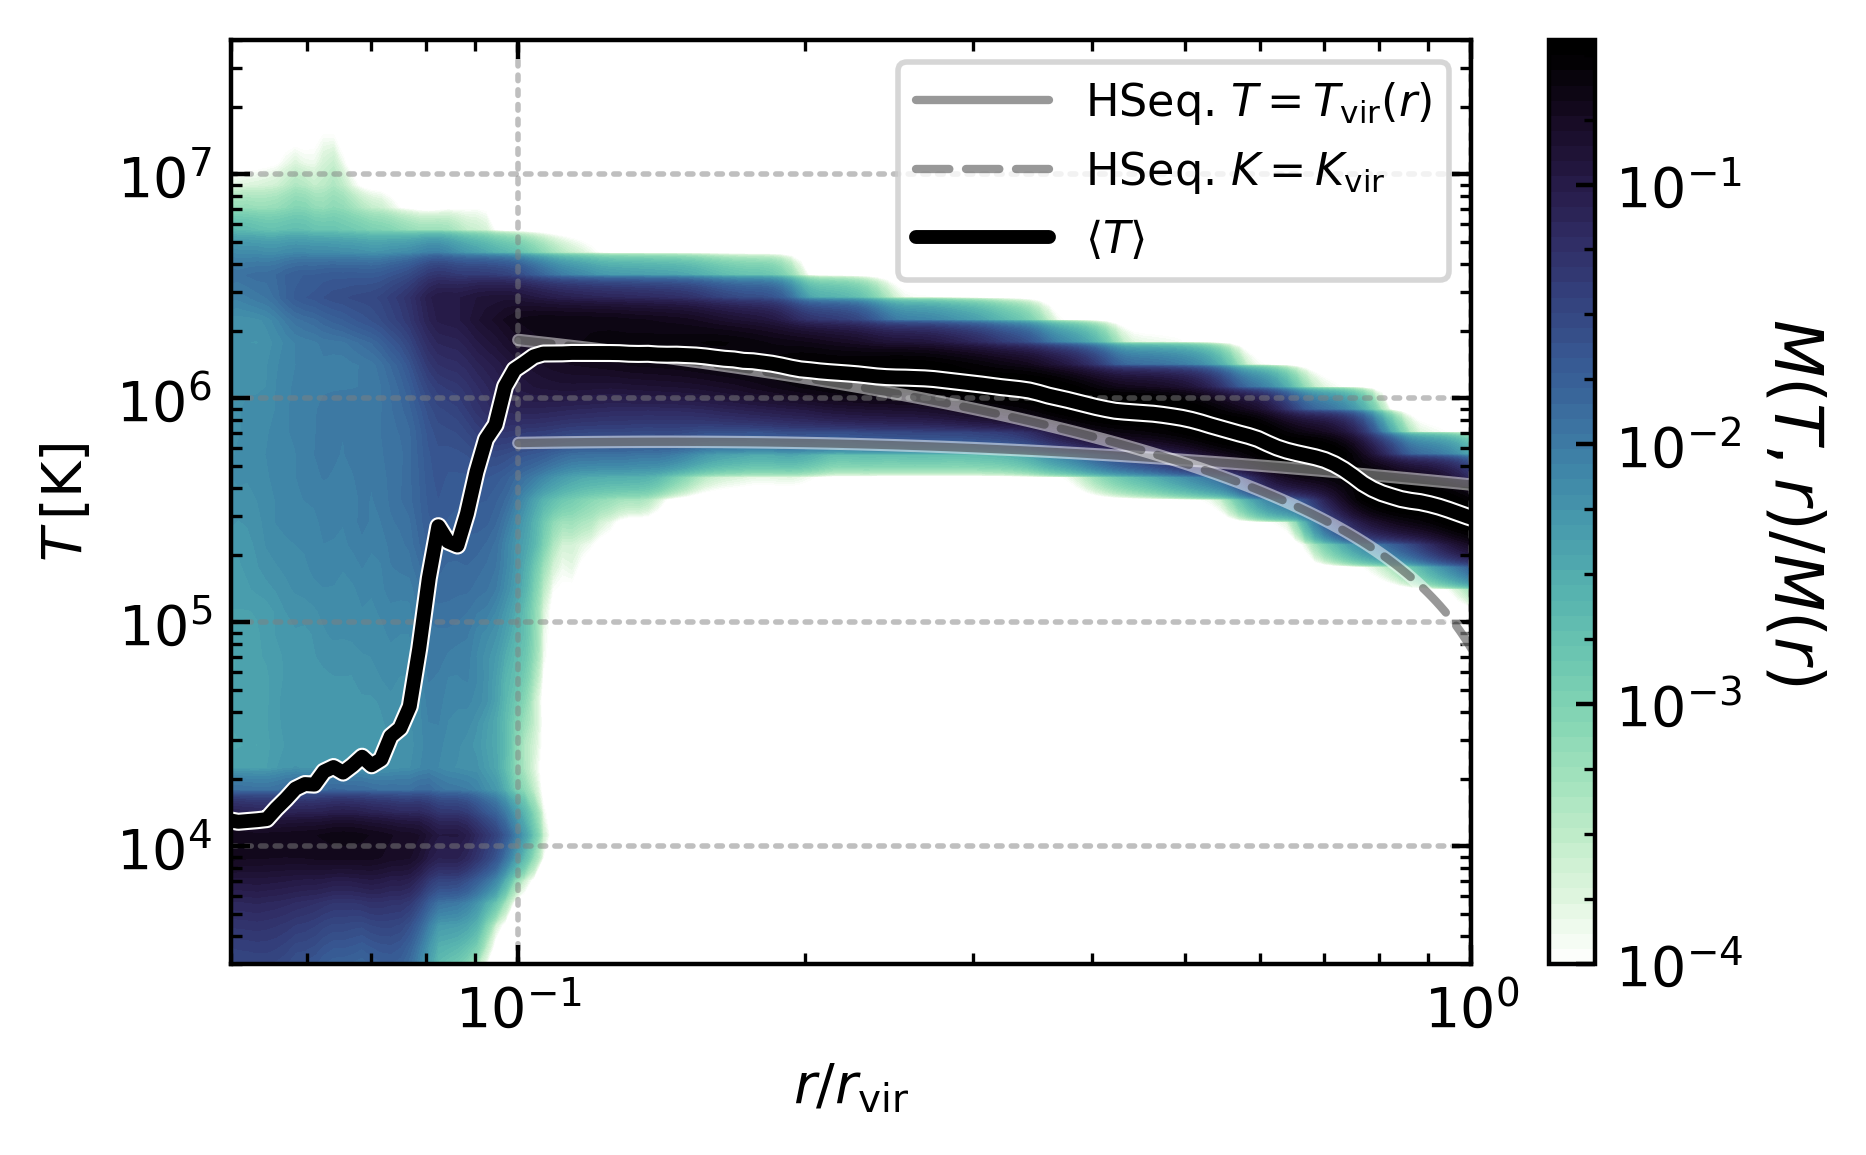 HSeq. T = T_vir(r)
HSeq. K = K_vir
⟨T⟩
10^7
10^6
10^5
10^4
T [K]
10^−1
10^0
r/r_vir
10^−1
10^−2
10^−3
10^−4
M(T, r)/M(r)